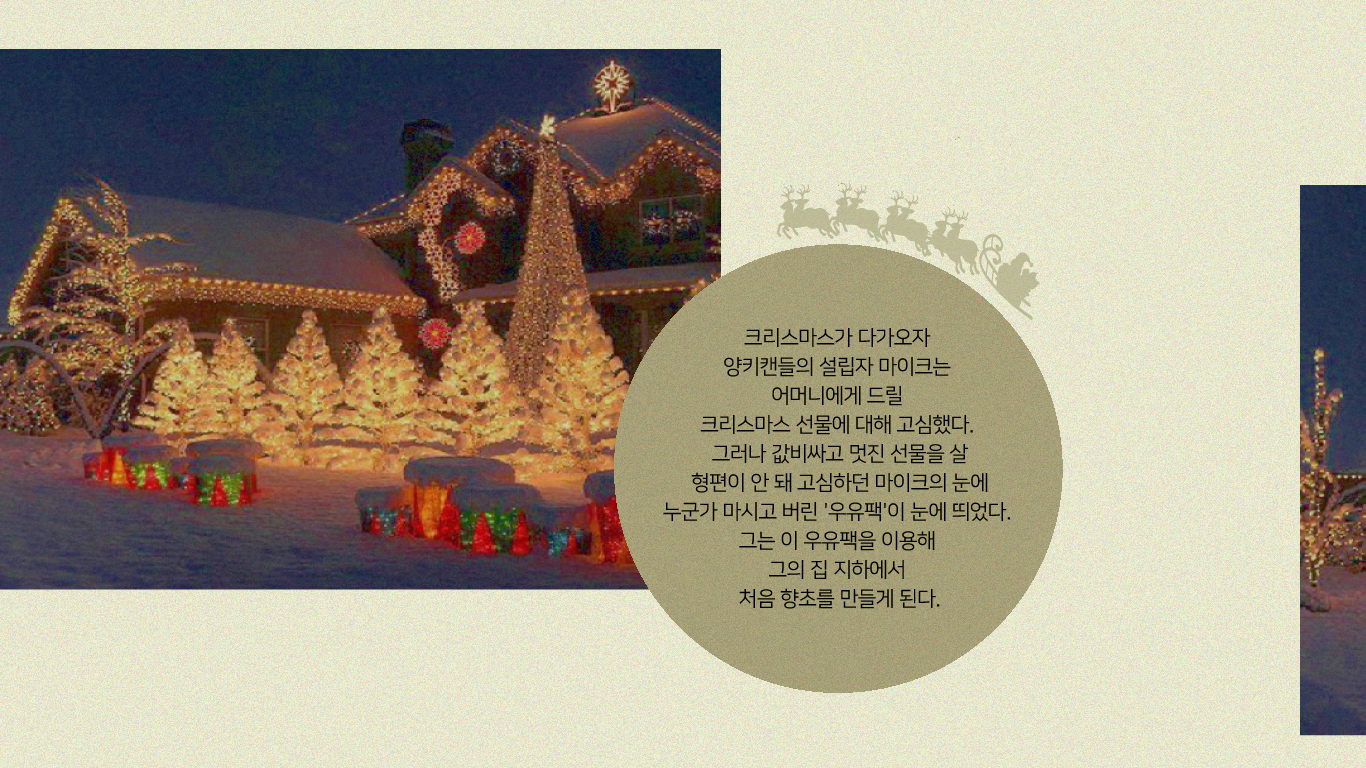 크리스마스가 다가오자
양키캔들의 설립자 마이크는
어머니에게 드릴
크리스마스 선물에 대해 고심했다.
그러나 값비싸고 멋진 선물을 살
형편이 안 돼 고심하던 마이크의 눈에
누군가 마시고 버린 '우유팩'이 눈에 띄었다.
그는 이 우유팩을 이용해
그의 집 지하에서
처음 향초를 만들게 된다.